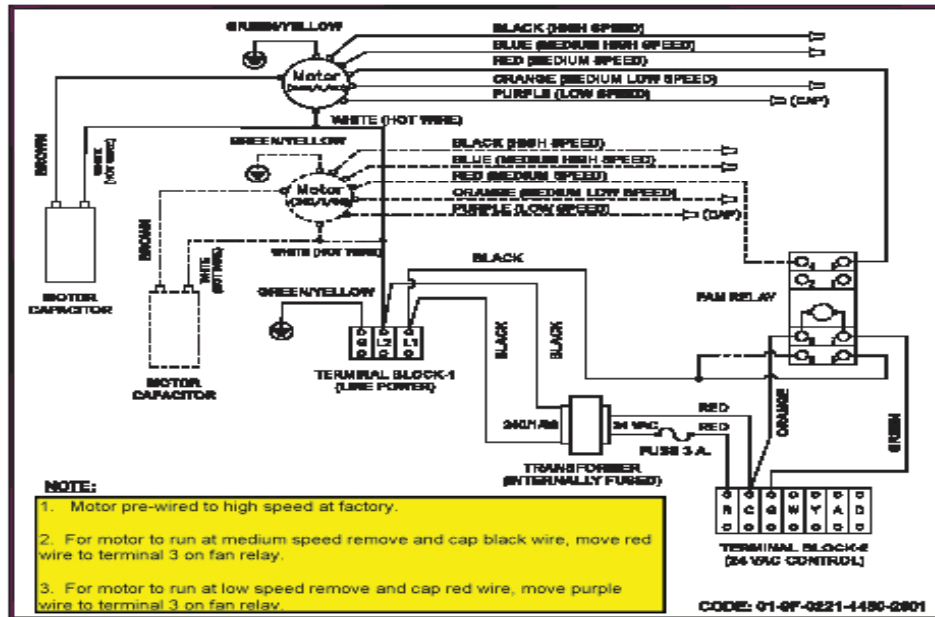 GREEN/YELLOW
BLACK (HIGH SPEED)
BLUE (MEDIUM HIGH SPEED)
RED (MEDIUM SPEED)
ORANGE (MEDIUM LOW SPEED)
PURPLE (LOW SPEED)
(CAP)
Motor
WHITE (HOT WIRE)
BROWN
WHITE
(HOT WIRE)
MOTOR
CAPACITOR
GREEN/YELLOW
BLACK (HIGH SPEED)
BLUE (MEDIUM HIGH SPEED)
RED (MEDIUM SPEED)
ORANGE (MEDIUM LOW SPEED)
PURPLE (LOW SPEED)
(CAP)
Motor
WHITE (HOT WIRE)
BROWN
WHITE
(HOT WIRE)
MOTOR
CAPACITOR
BLACK
FAN RELAY
GREEN/YELLOW
G L2 L1
TERMINAL BLOCK-1
(LINE POWER)
BLACK
BLACK
24 VAC
RED
RED
FUSE 3 A.
ORANGE
GREEN
TRANSFORMER
(INTERNALLY FUSED)
R C G W Y A D
TERMINAL BLOCK-2
(24 VAC CONTROL)
NOTE:
1. Motor pre-wired to high speed at factory.
2. For motor to run at medium speed remove and cap black wire, move red
wire to terminal 3 on fan relay.
3. For motor to run at low speed remove and cap red wire, move purple
wire to terminal 3 on fan relay.